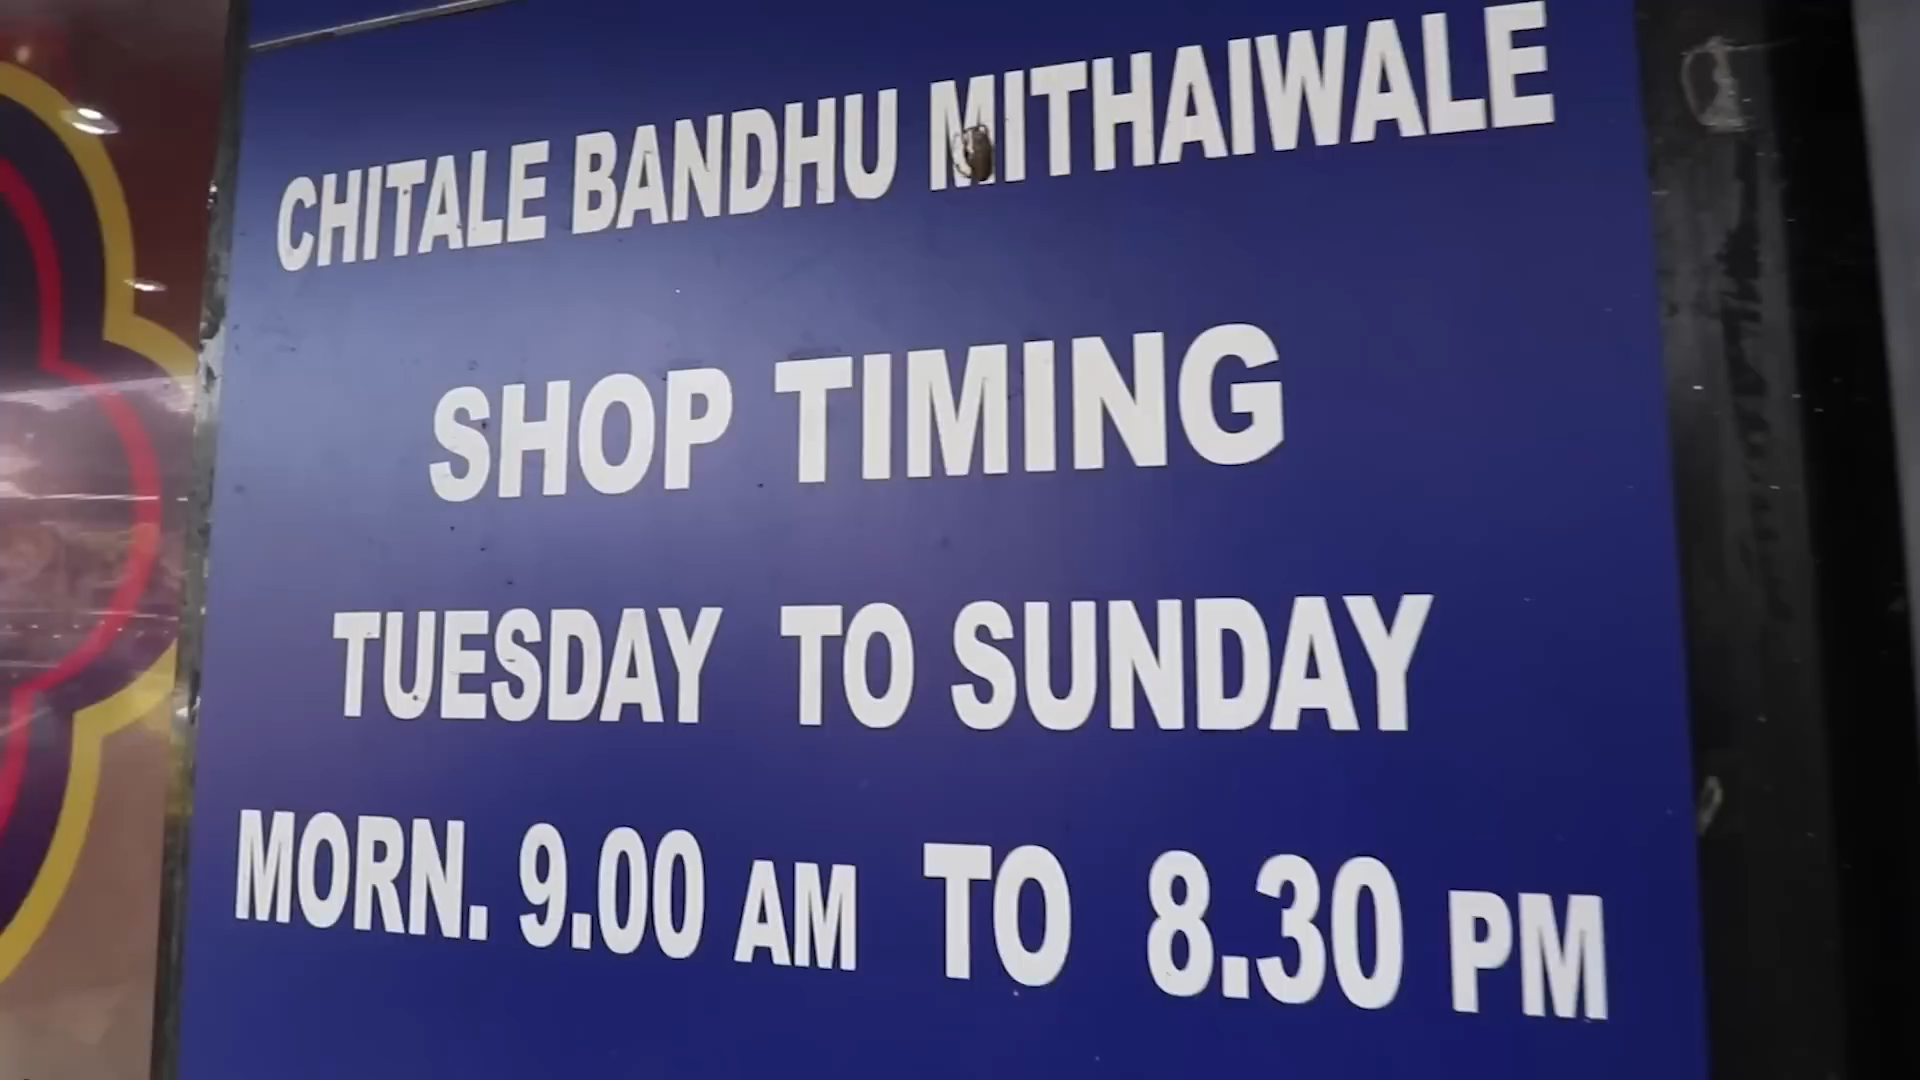 CHITALE BANDHU MITHAIWALE
SHOP TIMING
TUESDAY TO SUNDAY
MORN. 9.00 AM TO 8.30 PM